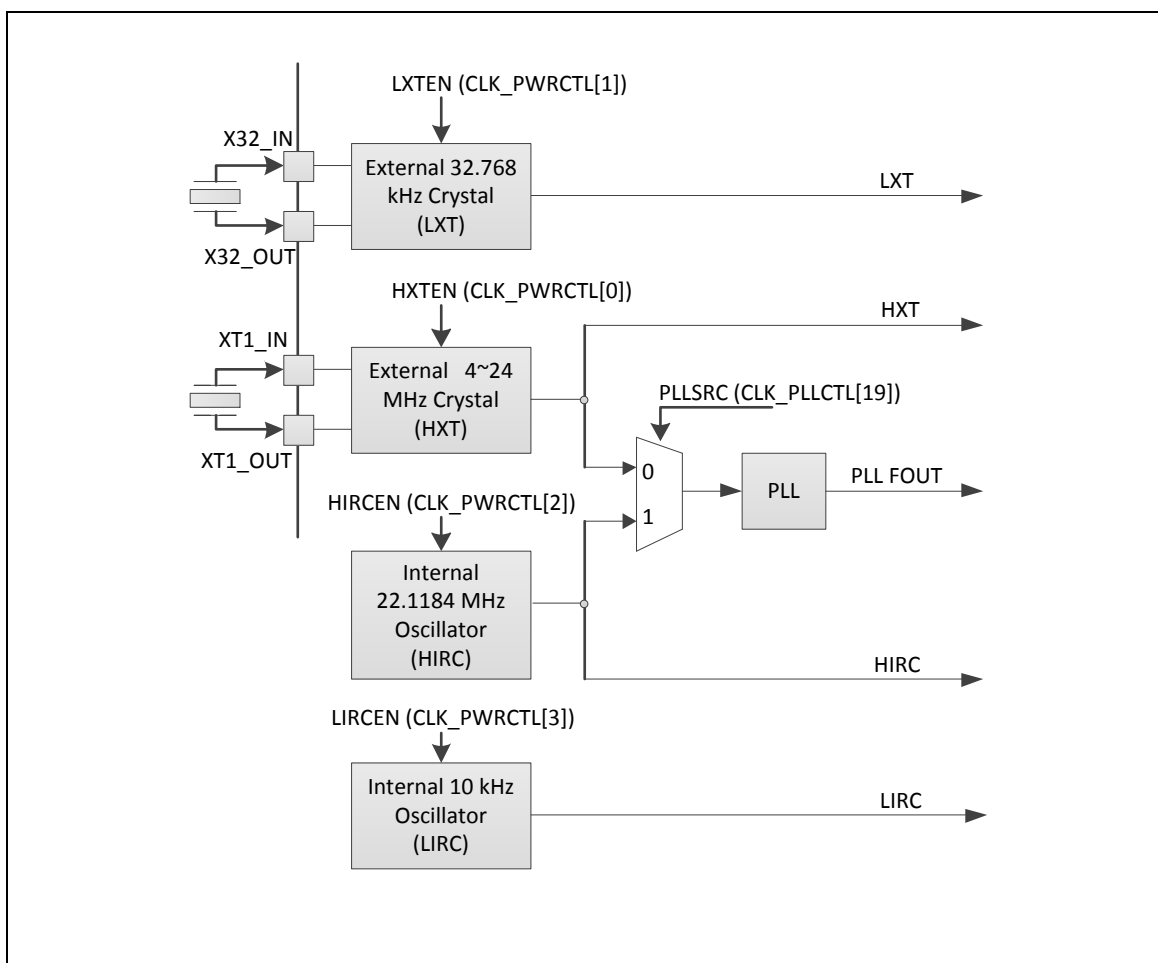 LXTEN (CLK_PWRCTL[1])
X32_IN
External 32.768
kHz Crystal
(LXT)
LXT
X32_OUT
HXTEN (CLK_PWRCTL[0])
HXT
XT1_IN
External 4~24
MHz Crystal
(HXT)
PLLSRC (CLK_PLLCTL[19])
XT1_OUT
0
1
PLL
PLL FOUT
HIRCEN (CLK_PWRCTL[2])
Internal
22.1184 MHz
Oscillator
(HIRC)
HIRC
LIRCEN (CLK_PWRCTL[3])
Internal 10 kHz
Oscillator
(LIRC)
LIRC